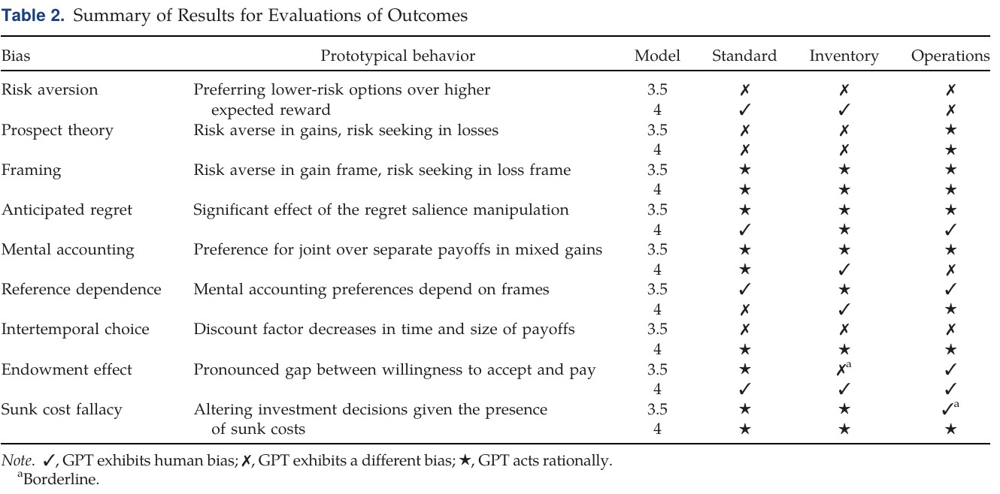 Table 2. Summary of Results for Evaluations of Outcomes
Bias Prototypical behavior Model Standard Inventory Operations
Risk aversion Preferring lower-risk options over higher 3.5 ✗ ✗ ✗
expected reward 4 ✓ ✓ ✗
Prospect theory Risk averse in gains, risk seeking in losses 3.5 ✗ ✗ ★
4 ✗ ✗ ★
Framing Risk averse in gain frame, risk seeking in loss frame 3.5 ★ ★ ★
4 ★ ★ ★
Anticipated regret Significant effect of the regret salience manipulation 3.5 ★ ★ ★
4 ✓ ★ ✓
Mental accounting Preference for joint over separate payoffs in mixed gains 3.5 ★ ★ ★
4 ★ ✓ ✗
Reference dependence Mental accounting preferences depend on frames 3.5 ✓ ★ ✓
4 ✗ ✓ ★
Intertemporal choice Discount factor decreases in time and size of payoffs 3.5 ✗ ✗ ✗
4 ★ ★ ★
Endowment effect Pronounced gap between willingness to accept and pay 3.5 ★ ✗a ✓
4 ✓ ✓ ✓
Sunk cost fallacy Altering investment decisions given the presence 3.5 ★ ★ ✓a
of sunk costs 4 ★ ★ ★
Note. ✓, GPT exhibits human bias; ✗, GPT exhibits a different bias; ★, GPT acts rationally.
aBorderline.